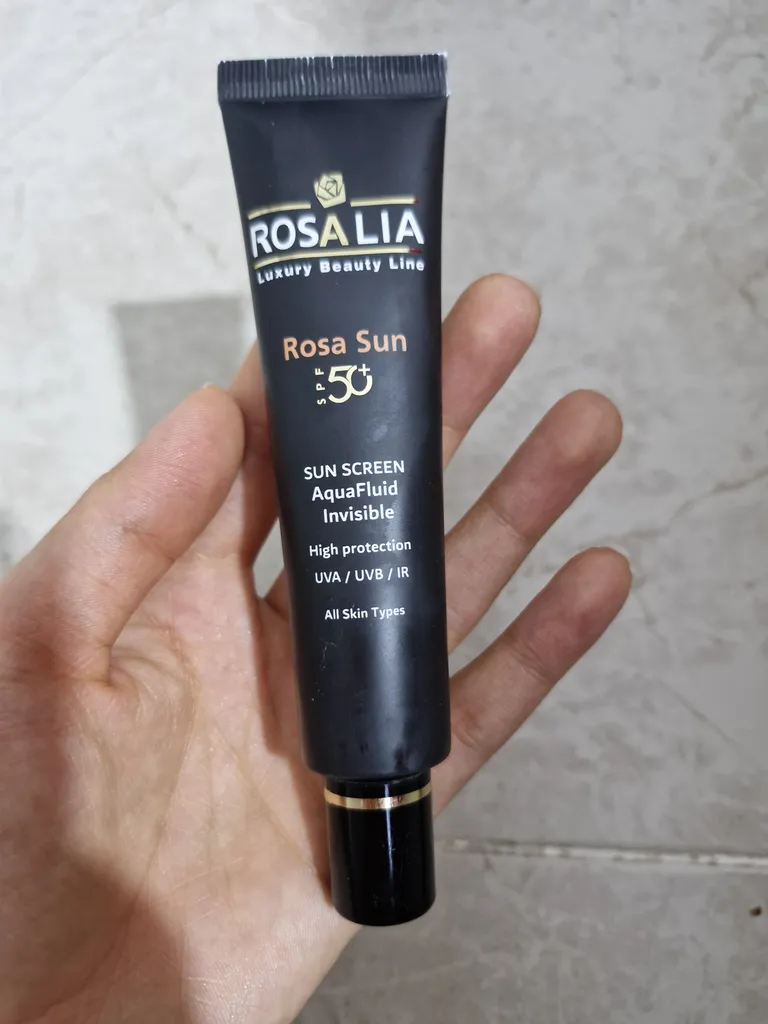 ROSALIA
Luxury Beauty Line
Rosa Sun
SPF 50+
SUN SCREEN
AquaFluid
Invisible
High protection
UVA / UVB / IR
All Skin Types